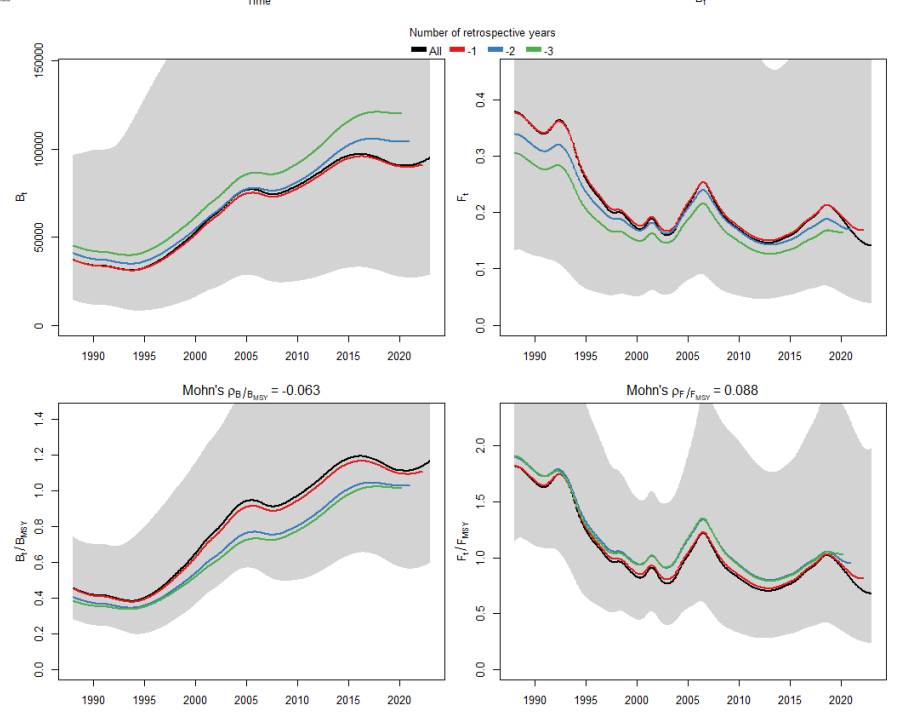 Time
B_t
Number of retrospective years
All -1 -2 -3
0 50000 100000 150000
B_t
1990 1995 2000 2005 2010 2015 2020
0.0 0.1 0.2 0.3 0.4
F_t
1990 1995 2000 2005 2010 2015 2020
Mohn's ρ_B/B_MSY = -0.063
0.0 0.2 0.4 0.6 0.8 1.0 1.2 1.4
B_t/B_MSY
1990 1995 2000 2005 2010 2015 2020
Mohn's ρ_F/F_MSY = 0.088
0.0 0.5 1.0 1.5 2.0
F_t/F_MSY
1990 1995 2000 2005 2010 2015 2020